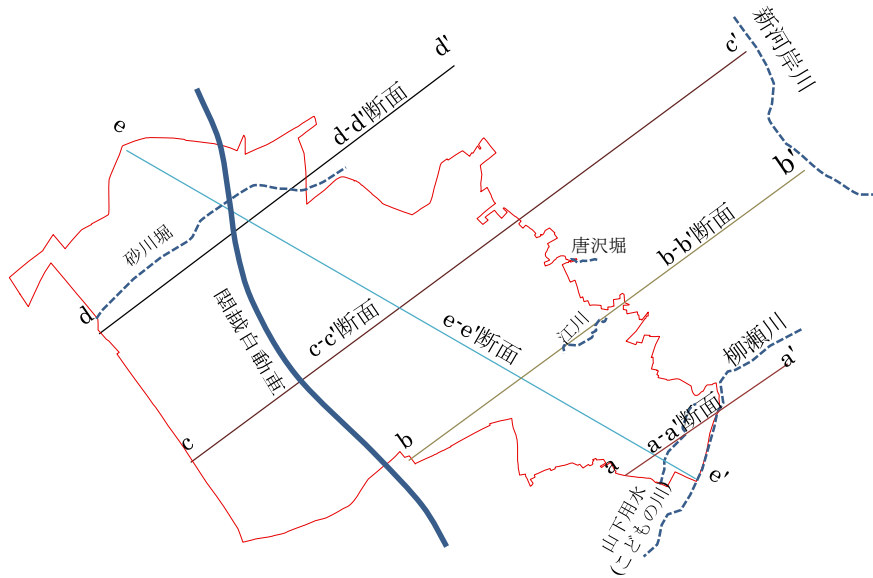 新河岸川
d'
c'
d-d'断面
e
b'
砂川堀
b-b'断面
唐沢堀
d
関越自動車
c-c'断面
e-e'断面
江川
柳瀬川
a'
a-a'断面
c
b
a
e'
山下用水
(こどもの川)